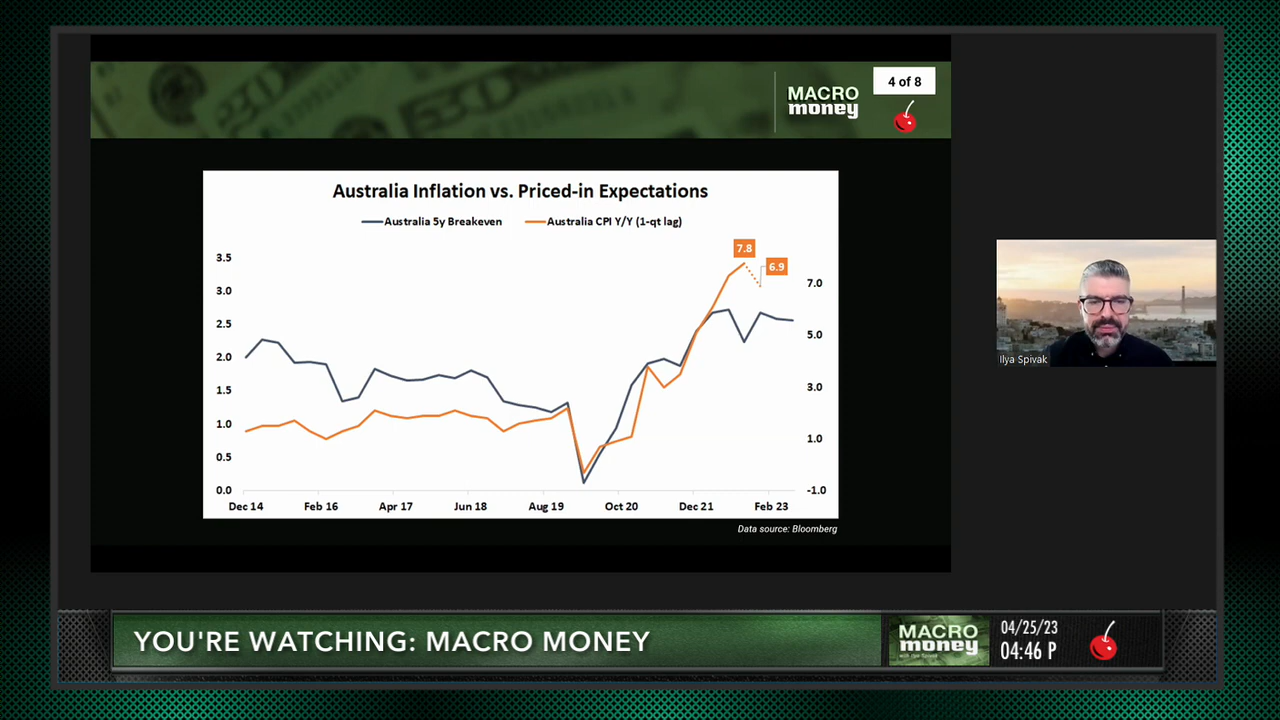 MACRO
money
4 of 8
Australia Inflation vs. Priced-in Expectations
Australia 5y Breakeven
Australia CPI Y/Y (1-qt lag)
7.8
6.9
3.5
3.0
2.5
2.0
1.5
1.0
0.5
0.0
7.0
5.0
3.0
1.0
-1.0
Dec 14
Feb 16
Apr 17
Jun 18
Aug 19
Oct 20
Dec 21
Feb 23
Data source: Bloomberg
Ilya Spivak
YOU'RE WATCHING: MACRO MONEY
MACRO
money
with Ilya Spivak
04/25/23
04:46 P